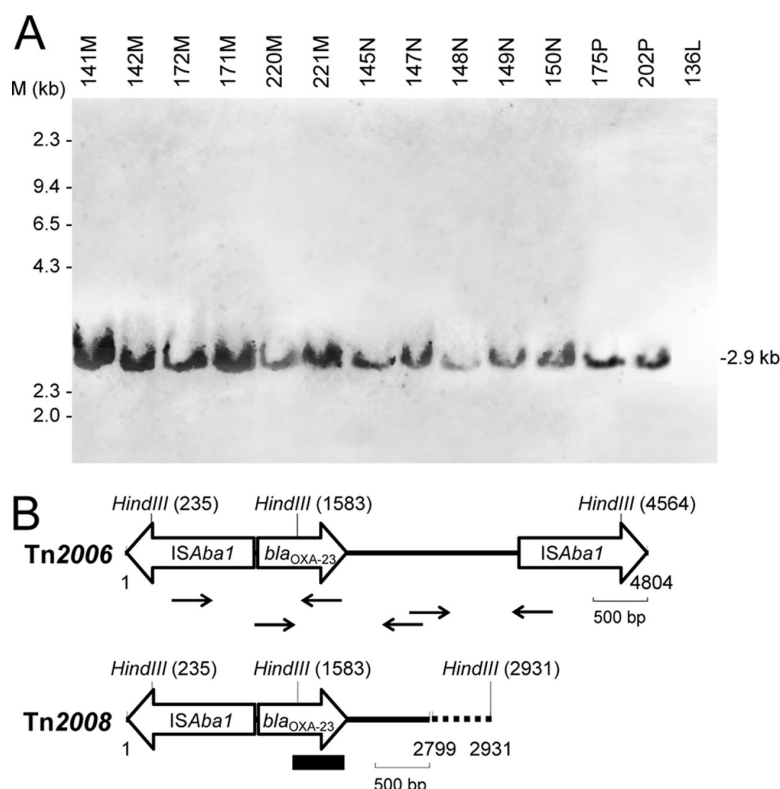 A
141M 142M 172M 171M 220M 221M 145N 147N 148N 149N 150N 175P 202P 136L
M (kb)
2.3 -
9.4 -
6.5 -
4.3 -
-2.9 kb
2.3 -
2.0 -
B
HindIII (235) HindIII (1583) HindIII (4564)
Tn2006 ISAba1 blaOXA-23 ISAba1
1 4804
500 bp
HindIII (235) HindIII (1583) HindIII (2931)
Tn2008 ISAba1 blaOXA-23
1 2799 2931
500 bp